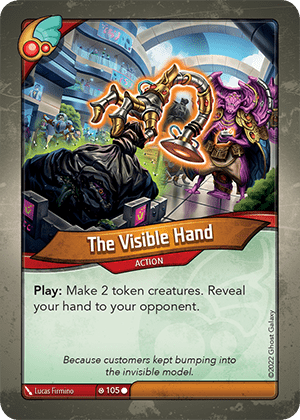 The Visible Hand
ACTION
Play: Make 2 token creatures. Reveal
your hand to your opponent.
Because customers kept bumping into
the invisible model.
Lucas Firmino
105
©2022 Ghost Galaxy